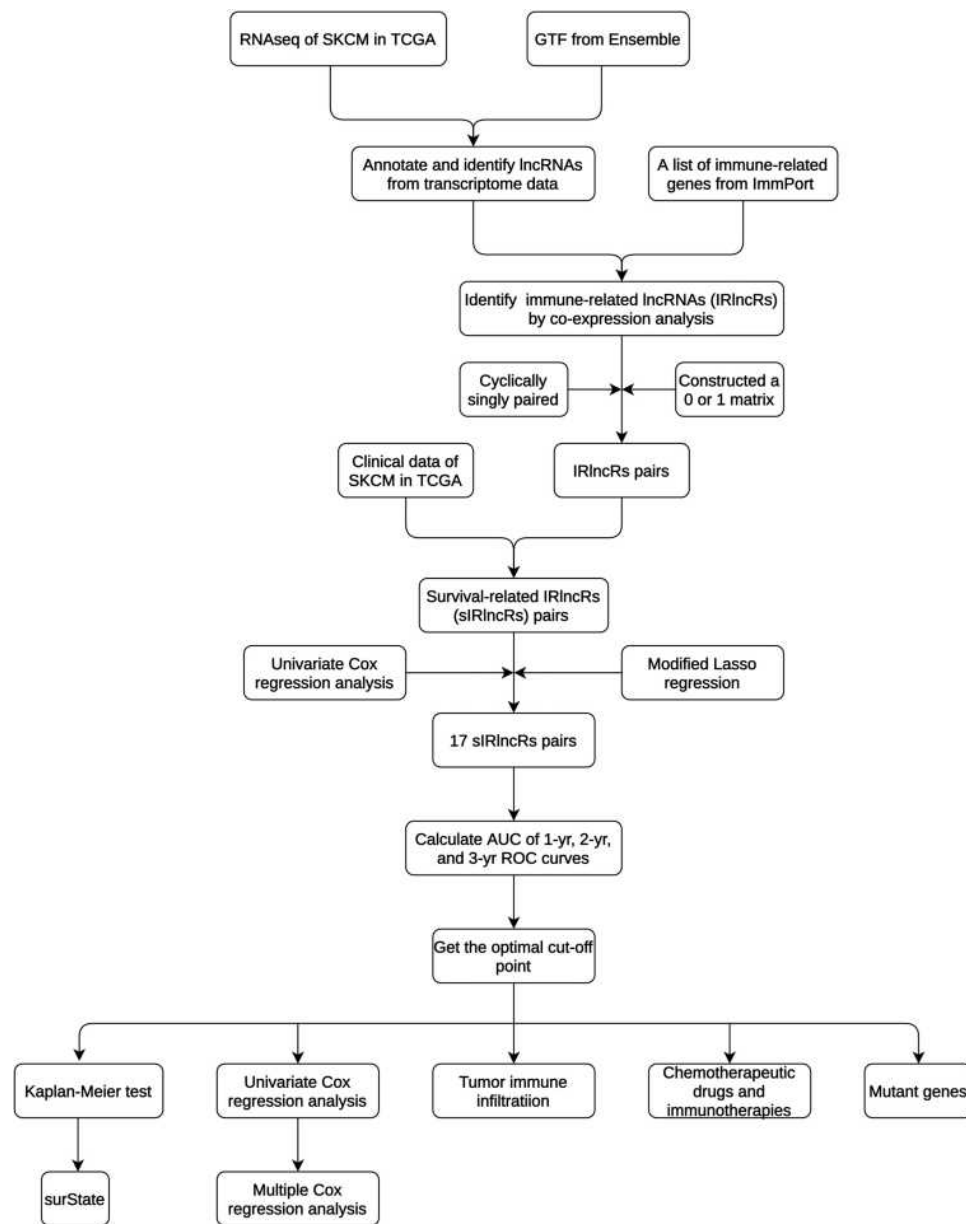 RNAseq of SKCM in TCGA
GTF from Ensemble
Annotate and identify lncRNAs
from transcriptome data
A list of immune-related
genes from ImmPort
Identify immune-related lncRNAs (IRlncRs)
by co-expression analysis
Cyclically
singly paired
Constructed a
0 or 1 matrix
Clinical data of
SKCM in TCGA
IRlncRs pairs
Survival-related IRlncRs
(sIRlncRs) pairs
Univariate Cox
regression analysis
Modified Lasso
regression
17 sIRlncRs pairs
Calculate AUC of 1-yr, 2-yr,
and 3-yr ROC curves
Get the optimal cut-off
point
Kaplan-Meier test
Univariate Cox
regression analysis
Tumor immune
infiltratiion
Chemotherapeutic
drugs and
immunotherapies
Mutant genes
surState
Multiple Cox
regression analysis